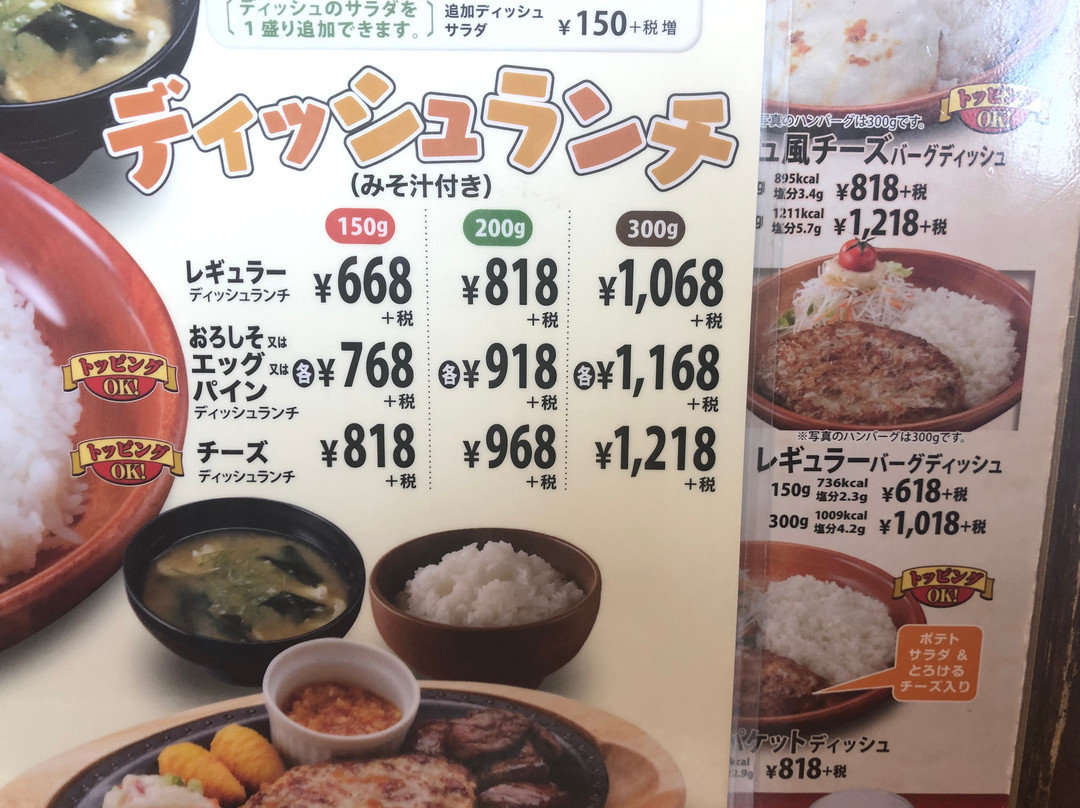 ディッシュのサラダを
1盛り追加できます。
追加ディッシュ
サラダ
¥150+税増
ディッシュランチ
(みそ汁付き)
150g 200g 300g
レギュラー
ディッシュランチ
¥668+税 ¥818+税 ¥1,068+税
おろしそ又は
エッグ又は
パイン
ディッシュランチ
各¥768+税 各¥918+税 各¥1,168+税
トッピング
OK!
チーズ
ディッシュランチ
¥818+税 ¥968+税 ¥1,218+税
トッピング
OK!
トッピング
OK!
写真のハンバーグは300gです。
ュ風チーズバーグディッシュ
895kcal
塩分3.4g
¥818+税
1211kcal
塩分5.7g
¥1,218+税
※写真のハンバーグは300gです。
レギュラーバーグディッシュ
150g 736kcal
塩分2.3g
¥618+税
300g 1009kcal
塩分4.2g
¥1,018+税
トッピング
OK!
ポテト
サラダ &
とろける
チーズ入り
パケットディッシュ
¥818+税